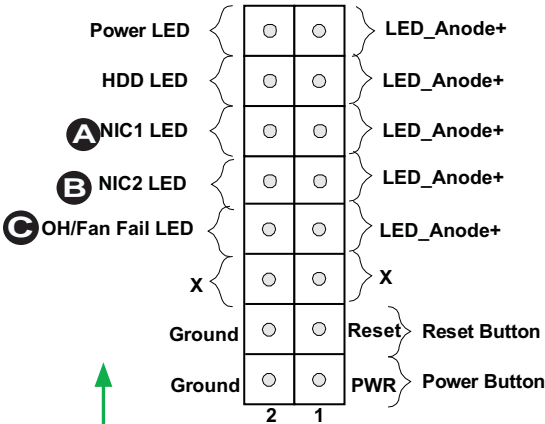 Power LED LED_Anode+
HDD LED LED_Anode+
A NIC1 LED LED_Anode+
B NIC2 LED LED_Anode+
C OH/Fan Fail LED LED_Anode+
X X
Ground Reset Reset Button
Ground PWR Power Button
2 1